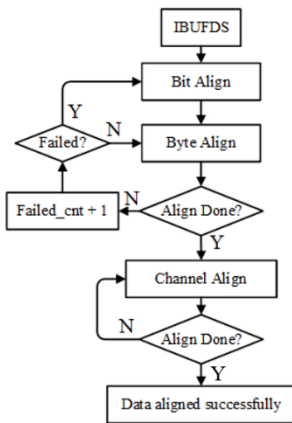 IBUFDS
Bit Align
Y
Failed?
N
Byte Align
Failed_cnt + 1
N
Align Done?
Y
Channel Align
N
Align Done?
Y
Data aligned successfully